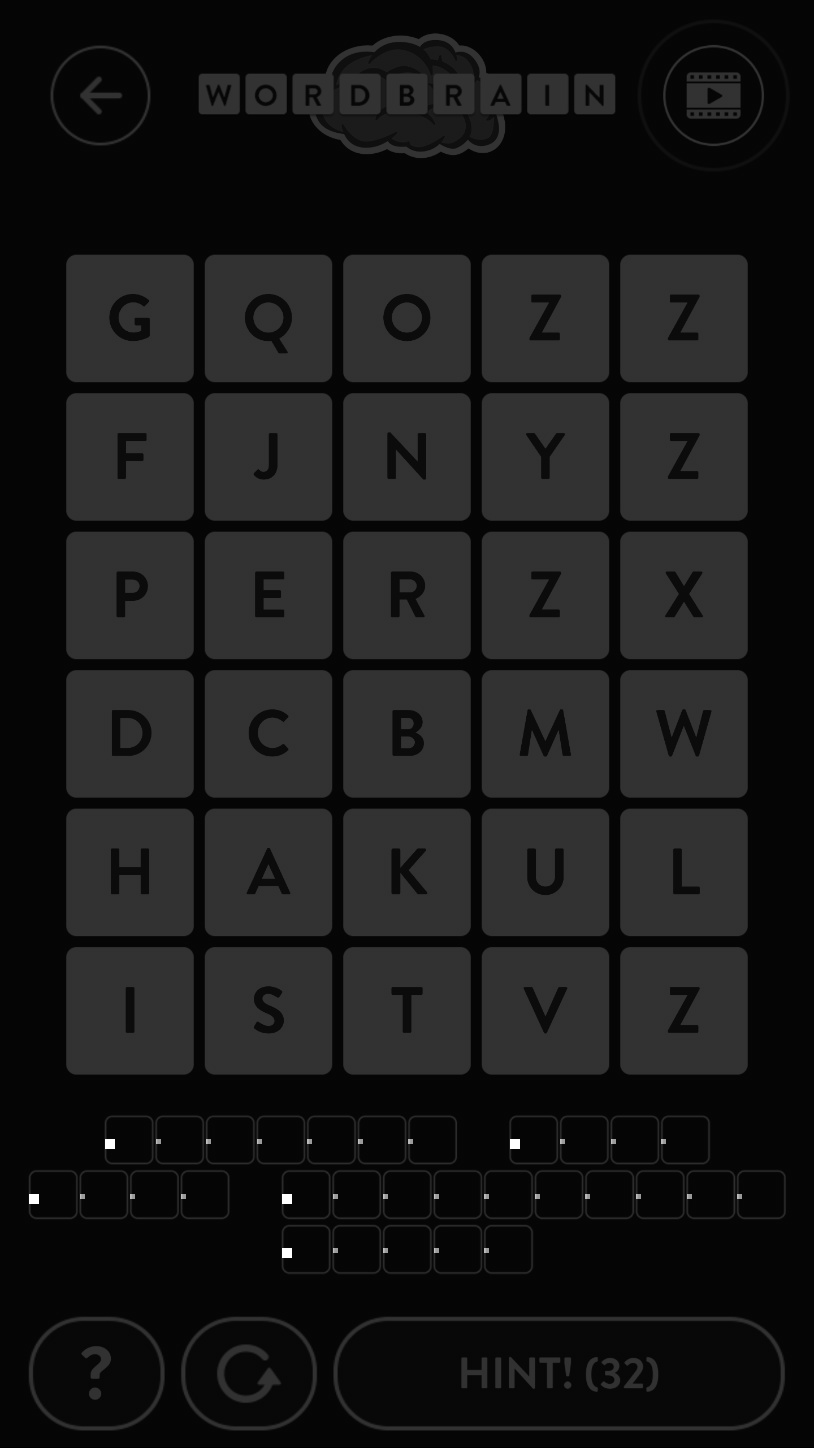 WORDBRAIN
G Q O Z Z
F J N Y Z
P E R Z X
D C B M W
H A K U L
I S T V Z
? HINT! (32)